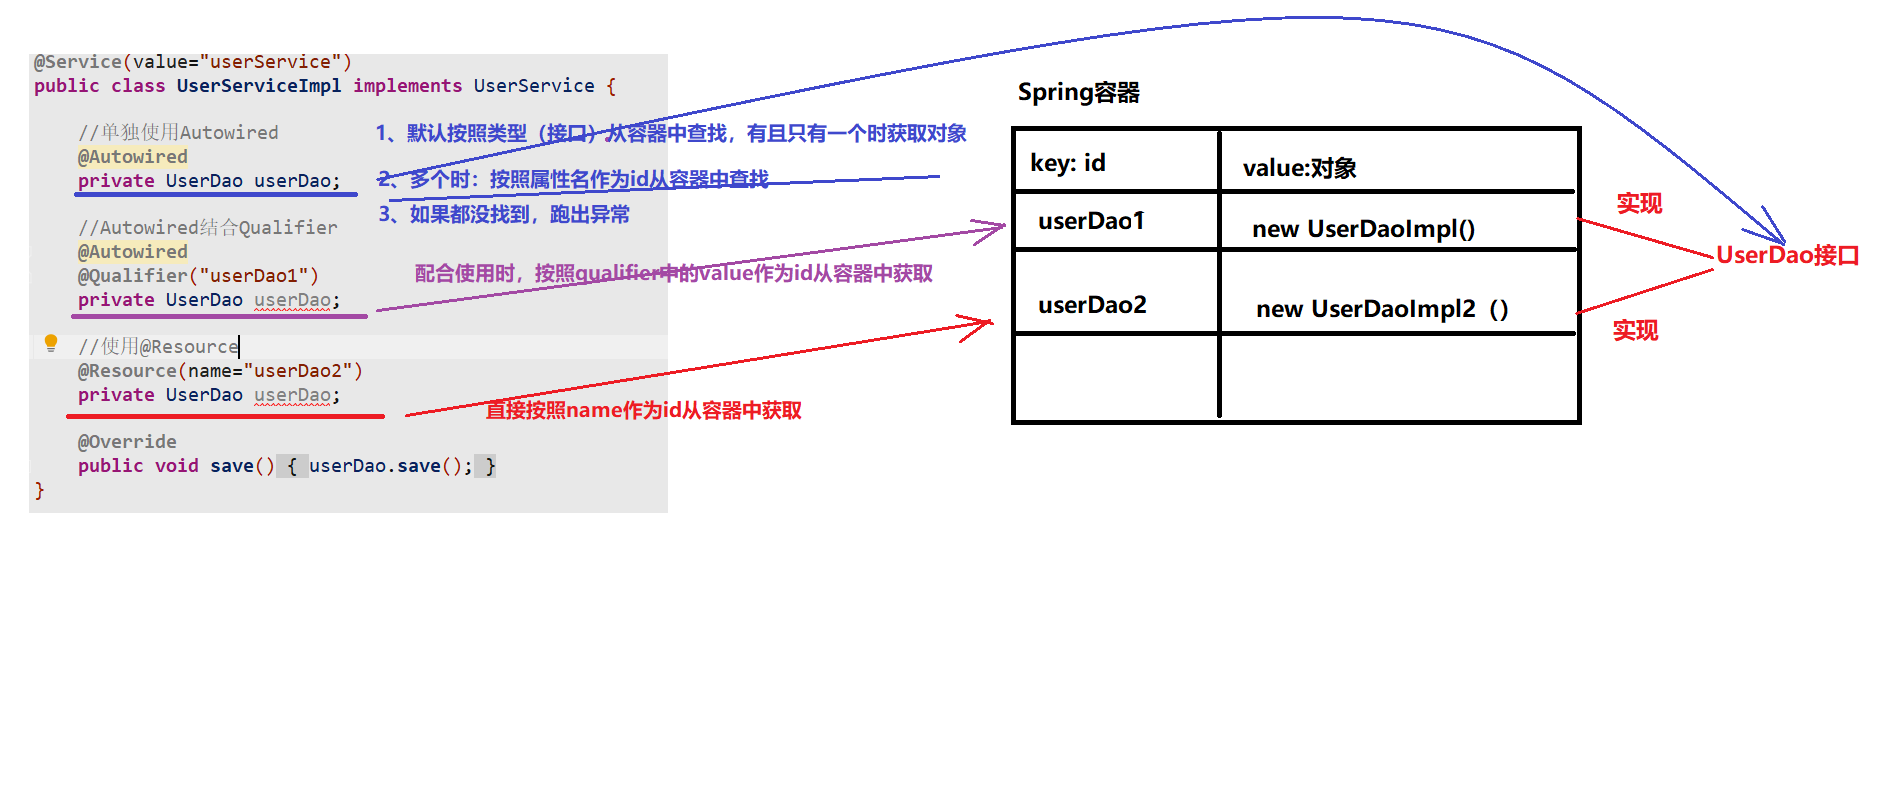 @Service(value="userService")
public class UserServiceImpl implements UserService {
//单独使用Autowired
@Autowired
private UserDao userDao;
1、默认按照类型（接口）从容器中查找，有且只有一个时获取对象
2、多个时：按照属性名作为id从容器中查找
3、如果都没找到，跑出异常
//Autowired结合Qualifier
@Autowired
@Qualifier("userDao1")
private UserDao userDao;
配合使用时，按照qualifier中的value作为id从容器中获取
//使用@Resource
@Resource(name="userDao2")
private UserDao userDao;
直接按照name作为id从容器中获取
@Override
public void save() { userDao.save(); }
}
Spring容器
key: id
value:对象
userDao1
new UserDaoImpl()
userDao2
new UserDaoImpl2（）
实现
UserDao接口
实现